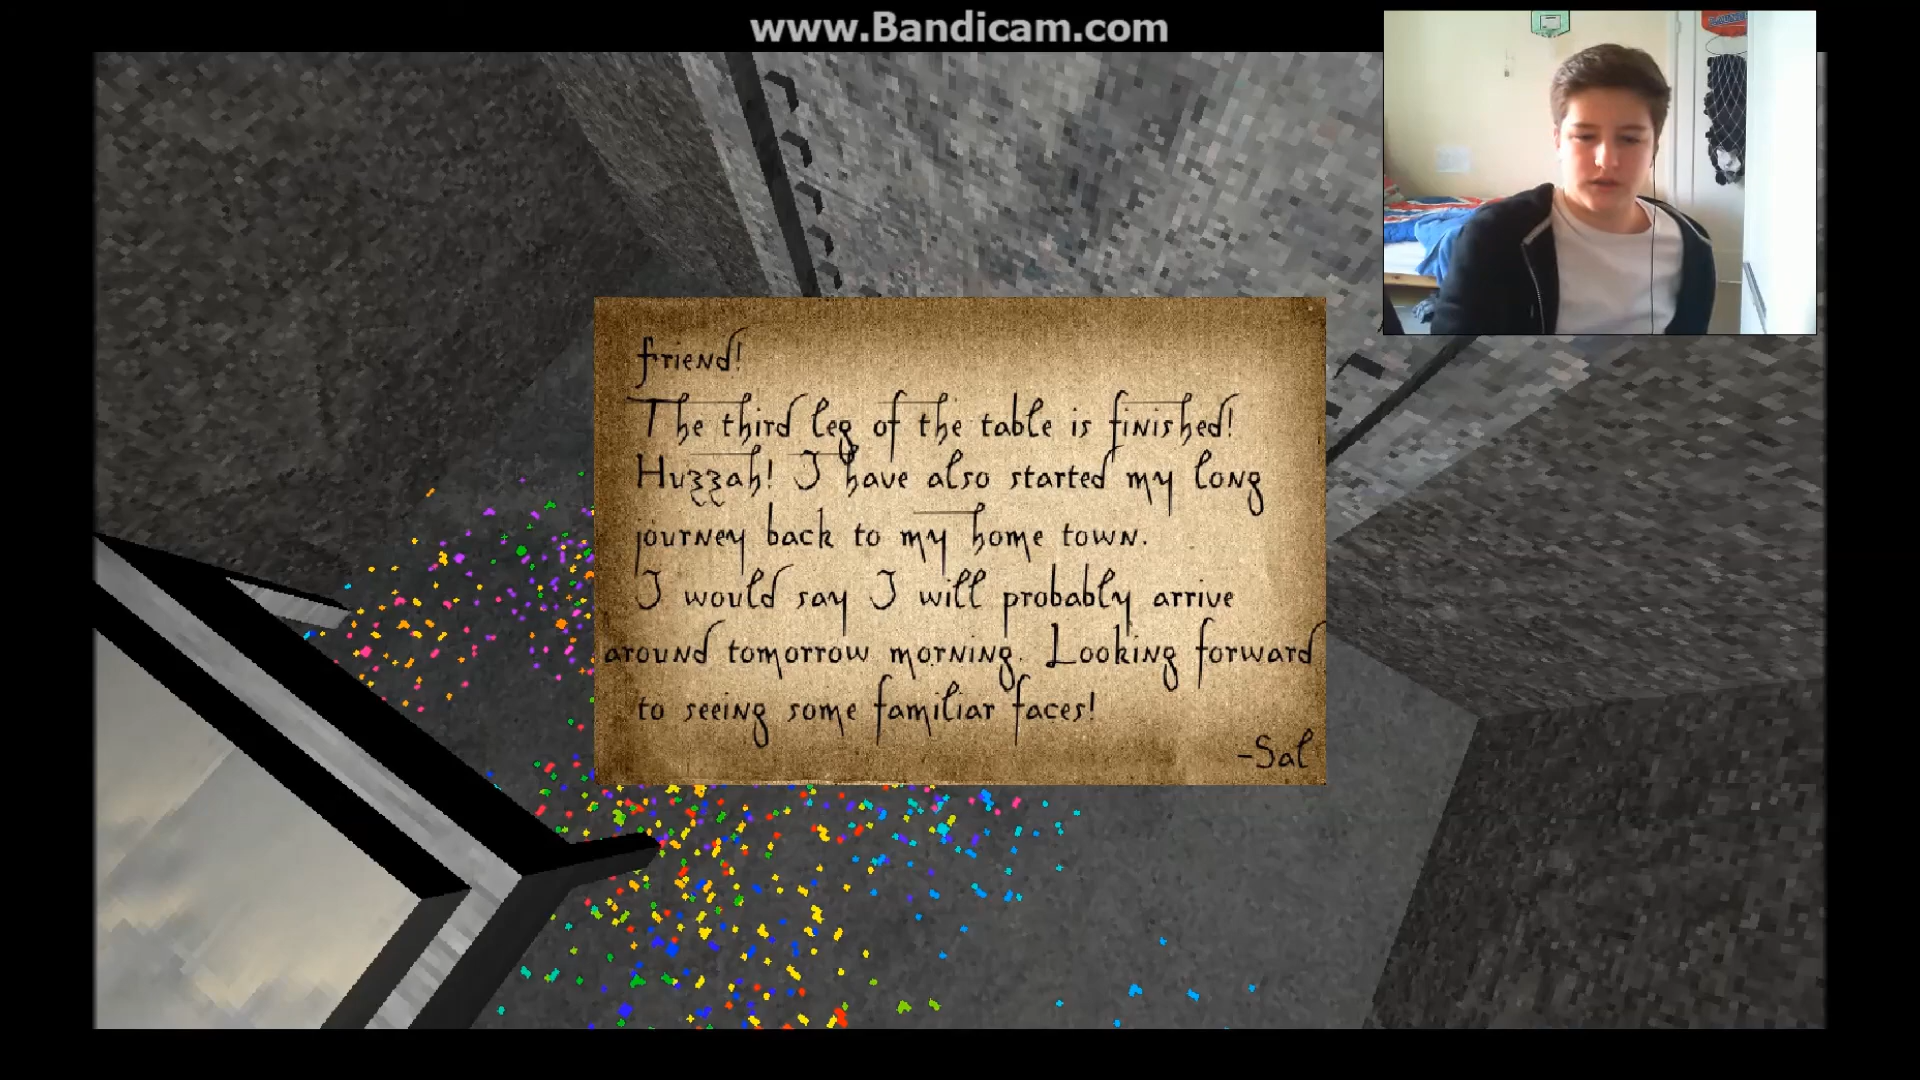 www.Bandicam.com
friend!
The third leg of the table is finished!
Huzzah! I have also started my long
journey back to my home town.
I would say I will probably arrive
around tomorrow morning. Looking forward
to seeing some familiar faces!
-Sal